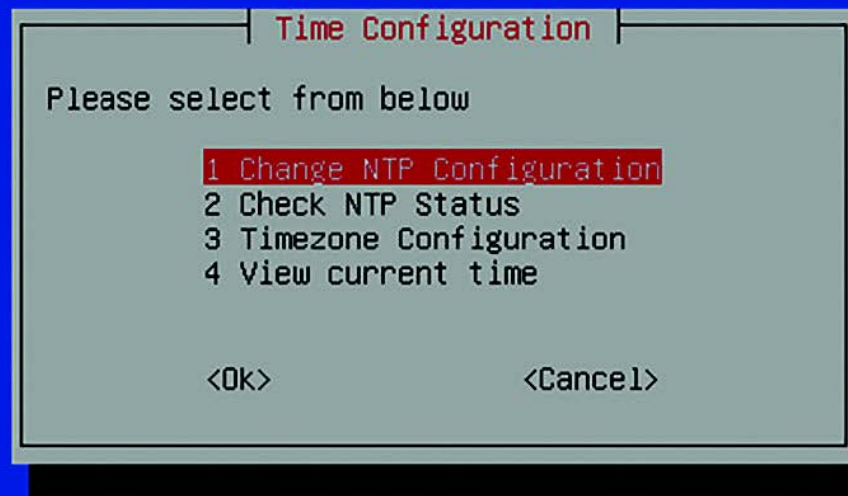 Time Configuration
Please select from below
1 Change NTP Configuration
2 Check NTP Status
3 Timezone Configuration
4 View current time
<Ok> <Cancel>